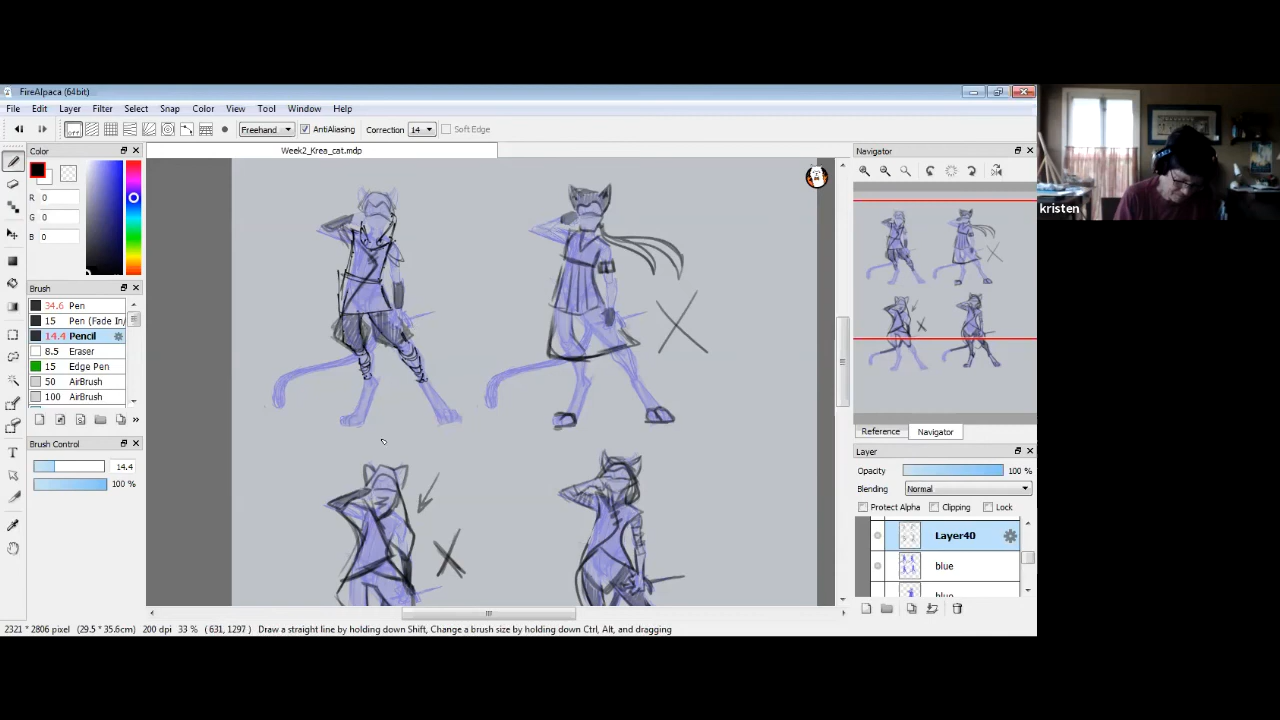 FireAlpaca (64bit)
File Edit Layer Filter Select Snap Color View Tool Window Help
OFF Freehand AntiAliasing Correction 14 Soft Edge
Color
Week2_Krea_cat.mdp
Navigator
R 0
G 0
B 0
kristen
Brush
34.6 Pen
15 Pen (Fade In/
14.4 Pencil
8.5 Eraser
15 Edge Pen
50 AirBrush
100 AirBrush
Reference Navigator
Brush Control
14.4
100 %
Layer
Opacity 100 %
Blending Normal
Protect Alpha Clipping Lock
Layer40
blue
blue
2321 * 2806 pixel (29.5 * 35.6cm) 200 dpi 33 % ( 631, 1297 ) Draw a straight line by holding down Shift, Change a brush size by holding down Ctrl, Alt, and dragging